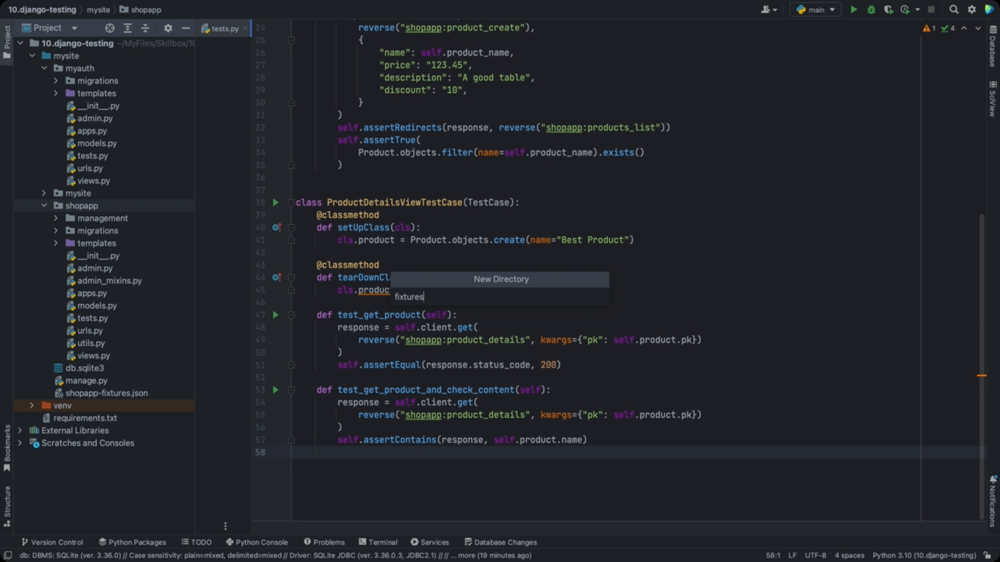 10.django-testing mysite shopapp
main
Project
Project
tests.py
1 4
10.django-testing ~/MyFiles/Skillbox/10
mysite
myauth
migrations
templates
__init__.py
admin.py
apps.py
models.py
tests.py
urls.py
views.py
mysite
shopapp
management
migrations
templates
__init__.py
admin.py
admin_mixins.py
apps.py
models.py
tests.py
urls.py
utils.py
views.py
db.sqlite3
manage.py
shopapp-fixtures.json
venv
requirements.txt
External Libraries
Scratches and Consoles
Bookmarks
Structure
24 reverse("shopapp:product_create"),
25 {
26 "name": self.product_name,
27 "price": "123.45",
28 "description": "A good table",
29 "discount": "10",
30 }
31 )
32 self.assertRedirects(response, reverse("shopapp:products_list"))
33 self.assertTrue(
34 Product.objects.filter(name=self.product_name).exists()
35 )
36
37
38 class ProductDetailsViewTestCase(TestCase):
39 @classmethod
40 def setUpClass(cls):
41 cls.product = Product.objects.create(name="Best Product")
42
43 @classmethod
44 def tearDownCl
45 cls.produc
46
New Directory
fixtures
47 def test_get_product(self):
48 response = self.client.get(
49 reverse("shopapp:product_details", kwargs={"pk": self.product.pk})
50 )
51 self.assertEqual(response.status_code, 200)
52
53 def test_get_product_and_check_content(self):
54 response = self.client.get(
55 reverse("shopapp:product_details", kwargs={"pk": self.product.pk})
56 )
57 self.assertContains(response, self.product.name)
58
Database
SciView
Notifications
Version Control Python Packages TODO Python Console Problems Terminal Services Database Changes
db: DBMS: SQLite (ver. 3.36.0) // Case sensitivity: plain=mixed, delimited=mixed // Driver: SQLite JDBC (ver. 3.36.0.3, JDBC2.1) // // ... more (19 minutes ago) 58:1 LF UTF-8 4 spaces Python 3.10 (10.django-testing)